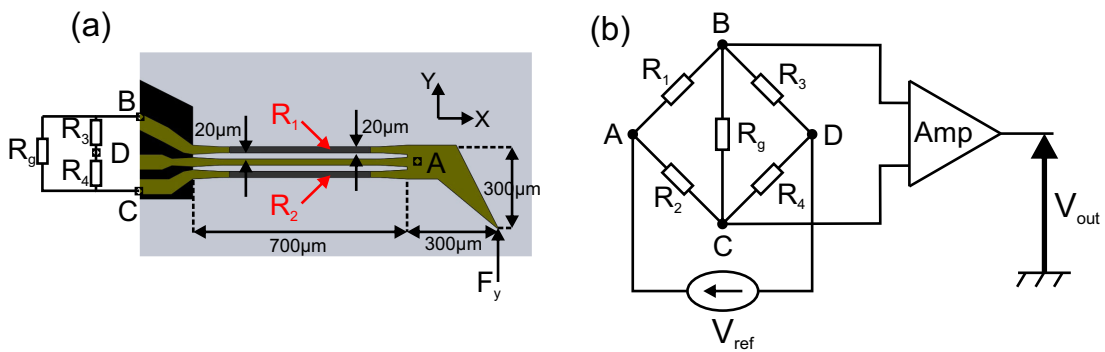 (a)
B
R3
Rg
D
R4
C
20μm
R1
20μm
Y
X
A
R2
300μm
700μm
300μm
Fy
(b)
B
R1
R3
A
Rg
D
R2
R4
C
Amp
Vout
Vref